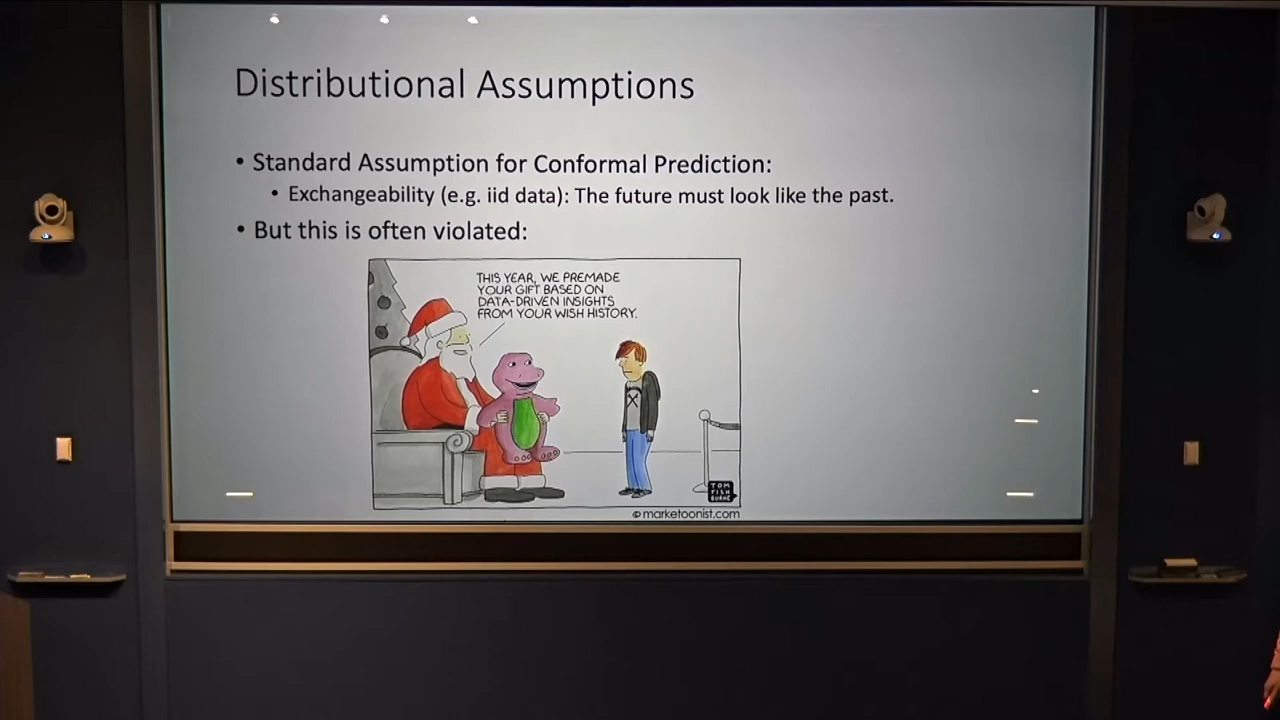 Distributional Assumptions
• Standard Assumption for Conformal Prediction:
• Exchangeability (e.g. iid data): The future must look like the past.
• But this is often violated:
THIS YEAR, WE PREMADE
YOUR GIFT BASED ON
DATA-DRIVEN INSIGHTS
FROM YOUR WISH HISTORY.
TOM
FISH
BURNE
© marketoonist.com